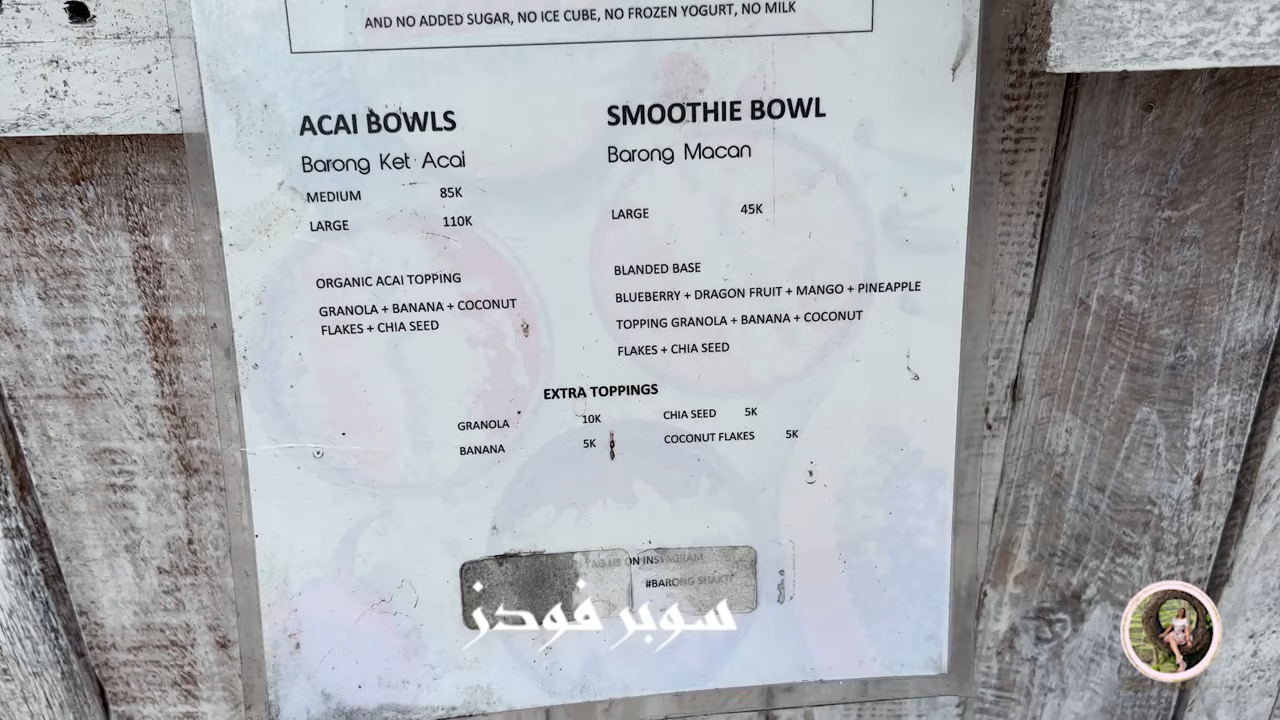 AND NO ADDED SUGAR, NO ICE CUBE, NO FROZEN YOGURT, NO MILK
ACAI BOWLS
Barong Ket Acai
MEDIUM 85K
LARGE 110K
ORGANIC ACAI TOPPING
GRANOLA + BANANA + COCONUT
FLAKES + CHIA SEED
SMOOTHIE BOWL
Barong Macan
LARGE 45K
BLANDED BASE
BLUEBERRY + DRAGON FRUIT + MANGO + PINEAPPLE
TOPPING GRANOLA + BANANA + COCONUT
FLAKES + CHIA SEED
EXTRA TOPPINGS
GRANOLA 10K CHIA SEED 5K
BANANA 5K COCONUT FLAKES 5K
TAG US ON INSTAGRAM
#BARONG SHAKTI
سوبر فودز